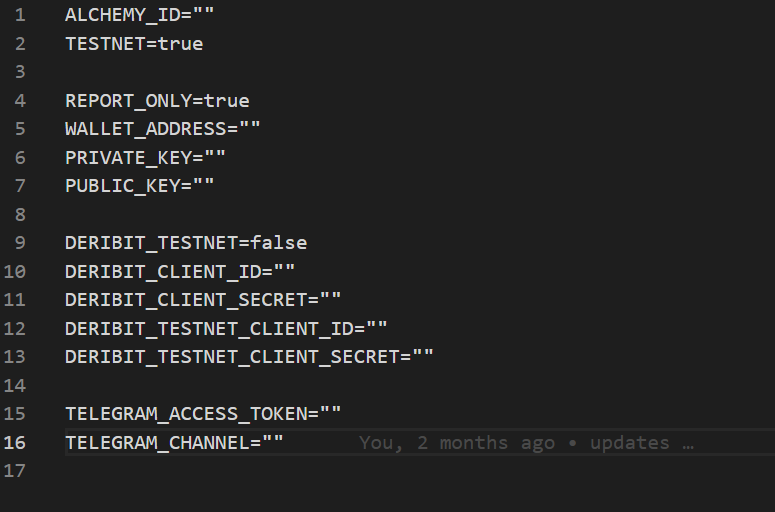 1 ALCHEMY_ID=""
2 TESTNET=true
3
4 REPORT_ONLY=true
5 WALLET_ADDRESS=""
6 PRIVATE_KEY=""
7 PUBLIC_KEY=""
8
9 DERIBIT_TESTNET=false
10 DERIBIT_CLIENT_ID=""
11 DERIBIT_CLIENT_SECRET=""
12 DERIBIT_TESTNET_CLIENT_ID=""
13 DERIBIT_TESTNET_CLIENT_SECRET=""
14
15 TELEGRAM_ACCESS_TOKEN=""
16 TELEGRAM_CHANNEL="" You, 2 months ago • updates …
17